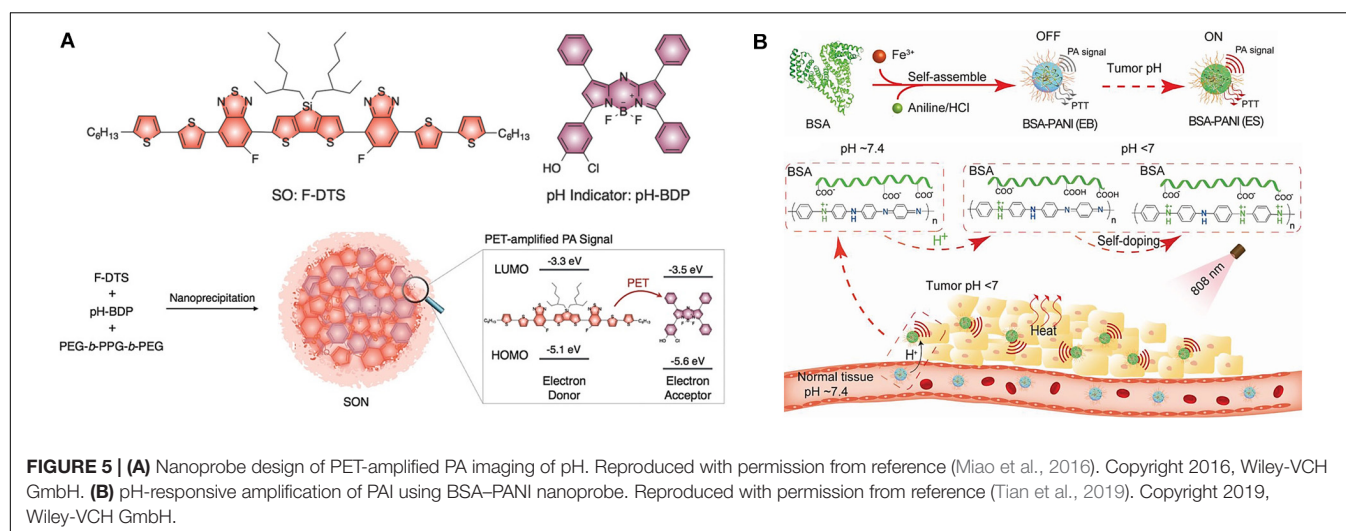 A
S
N N
Si
S
N N
C₆H₁₃
S
S
F
S
S
F
S
S
C₆H₁₃
SO: F-DTS
N
N + N
B
F F
HO
Cl
pH Indicator: pH-BDP
F-DTS
+
pH-BDP
+
PEG-b-PPG-b-PEG
Nanoprecipitation
SON
PET-amplified PA Signal
LUMO
-3.3 eV
-3.5 eV
PET
C₆H₁₃
C₆H₁₃
HOMO
-5.1 eV
-5.6 eV
Electron
Donor
Electron
Acceptor
B
BSA
Fe³⁺
Self-assemble
Aniline/HCl
OFF
PA signal
PTT
BSA-PANI (EB)
Tumor pH
ON
PA signal
PTT
BSA-PANI (ES)
pH ~7.4
pH <7
BSA
COO⁻ COO⁻ COO⁻
n
BSA
COO⁻ COOH COOH
n
BSA
COO⁻ COO⁻ COO⁻
n
H⁺
Self-doping
808 nm
Tumor pH <7
Heat
H⁺
Normal tissue
pH ~7.4
FIGURE 5 | (A) Nanoprobe design of PET-amplified PA imaging of pH. Reproduced with permission from reference (Miao et al., 2016). Copyright 2016, Wiley-VCH
GmbH. (B) pH-responsive amplification of PAI using BSA–PANI nanoprobe. Reproduced with permission from reference (Tian et al., 2019). Copyright 2019,
Wiley-VCH GmbH.